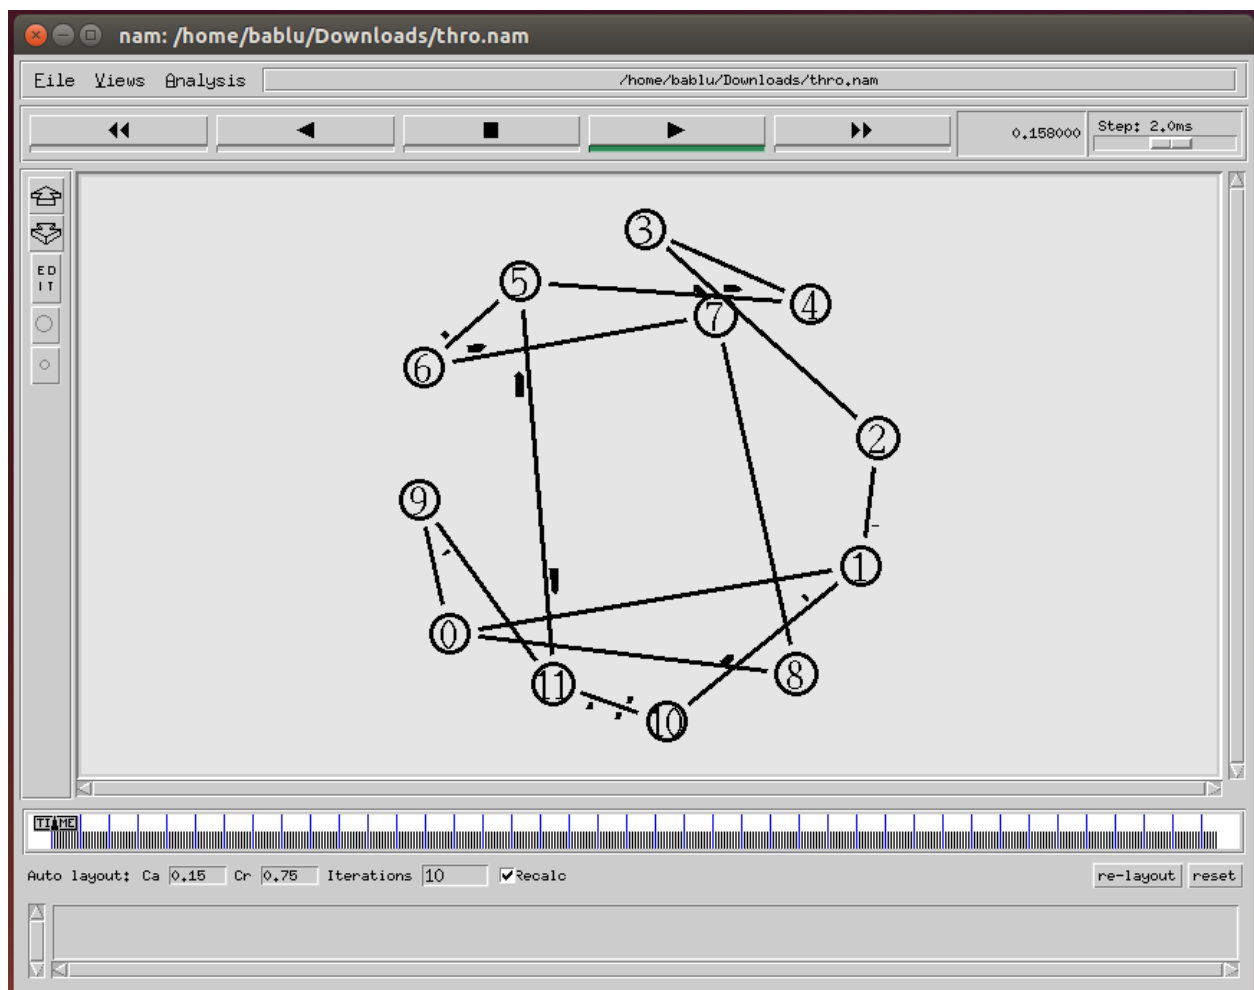 nam: /home/bablu/Downloads/thro.nam
File Views Analysis /home/bablu/Downloads/thro.nam
0.158000 Step: 2.0ms
ED
IT
3
5
4
7
6
2
9
1
0
8
11
10
TIME
Auto layout: Ca 0.15 Cr 0.75 Iterations 10 Recalc re-layout reset